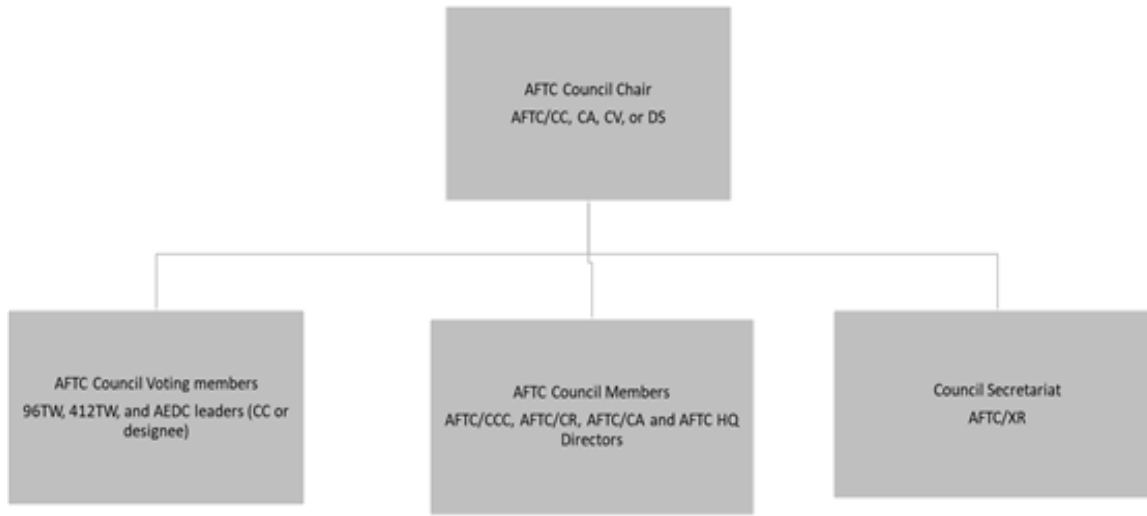 AFTC Council Chair
AFTC/CC, CA, CV, or DS
AFTC Council Voting members
96TW, 412TW, and AEDC leaders (CC or
designee)
AFTC Council Members
AFTC/CCC, AFTC/CR, AFTC/CA and AFTC HQ
Directors
Council Secretariat
AFTC/XR